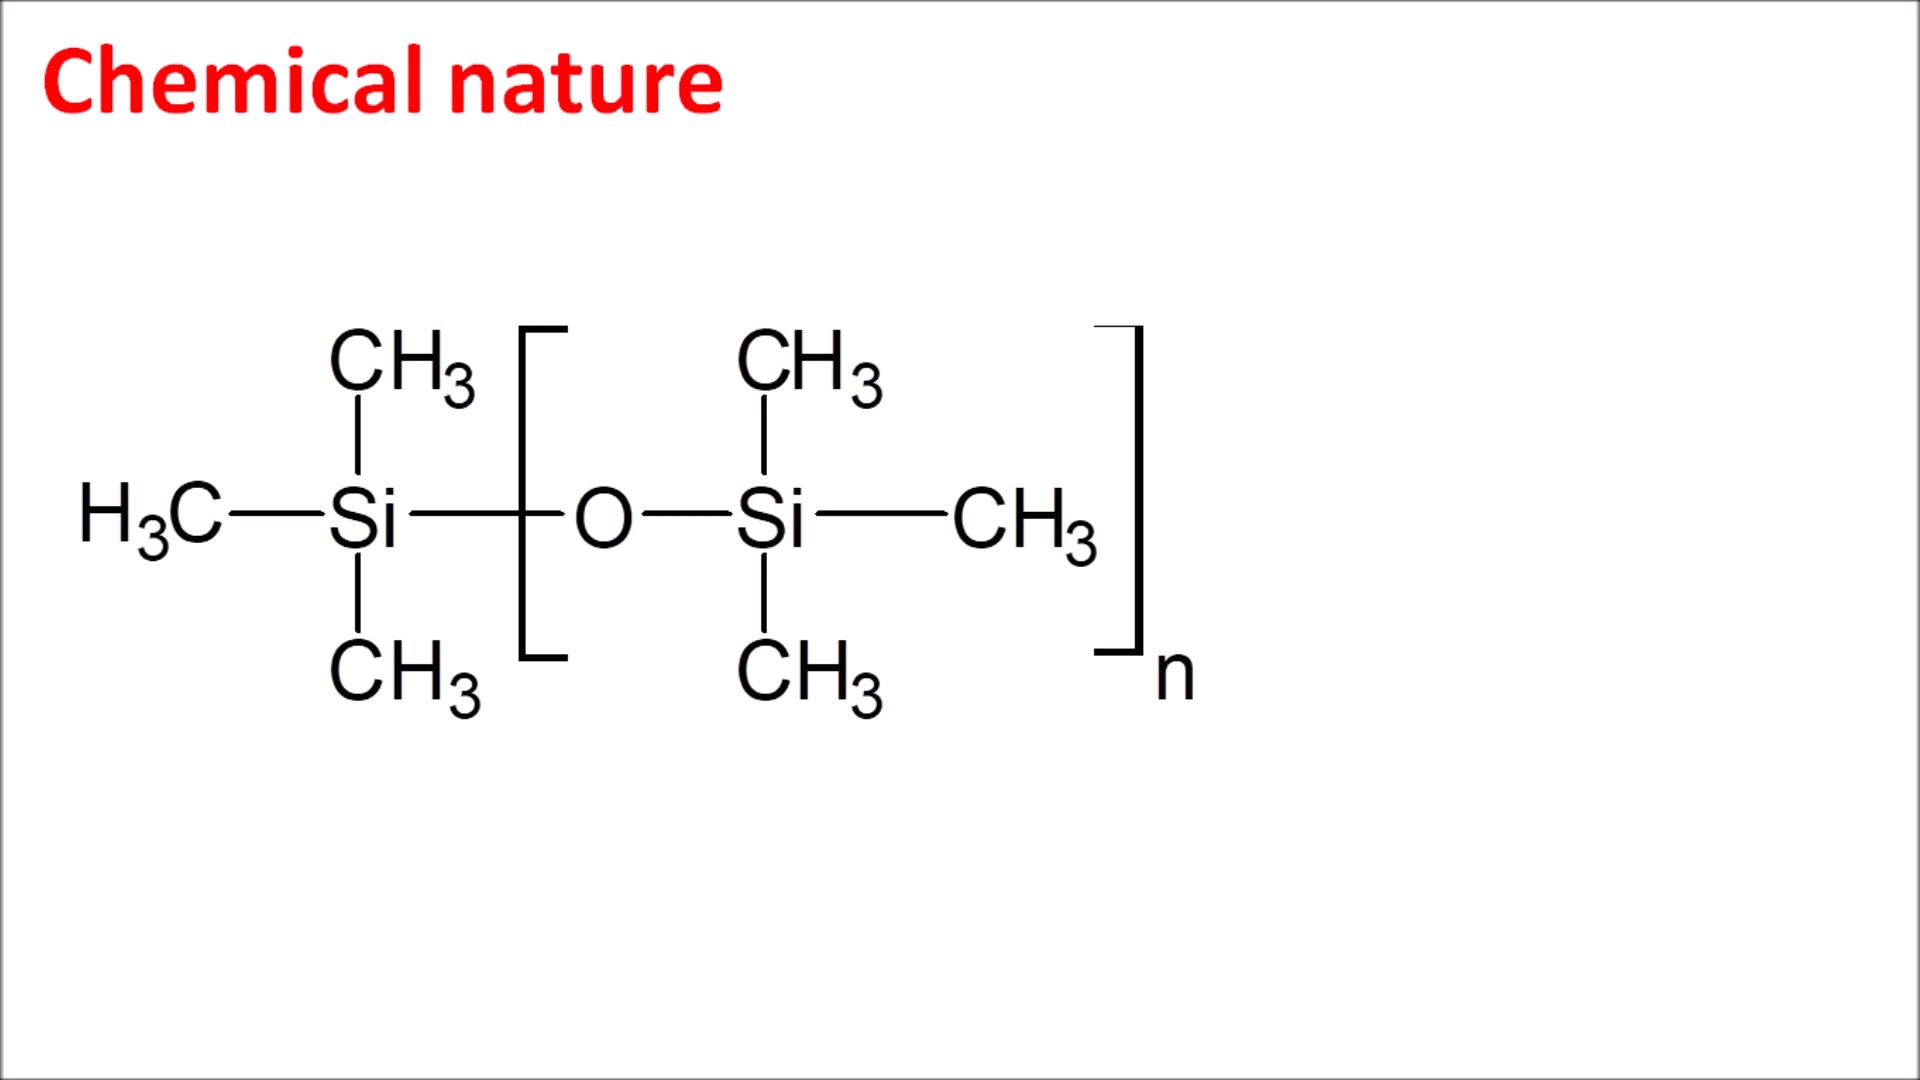 Chemical nature
CH3 CH3
H3C Si O Si CH3
CH3 CH3 n